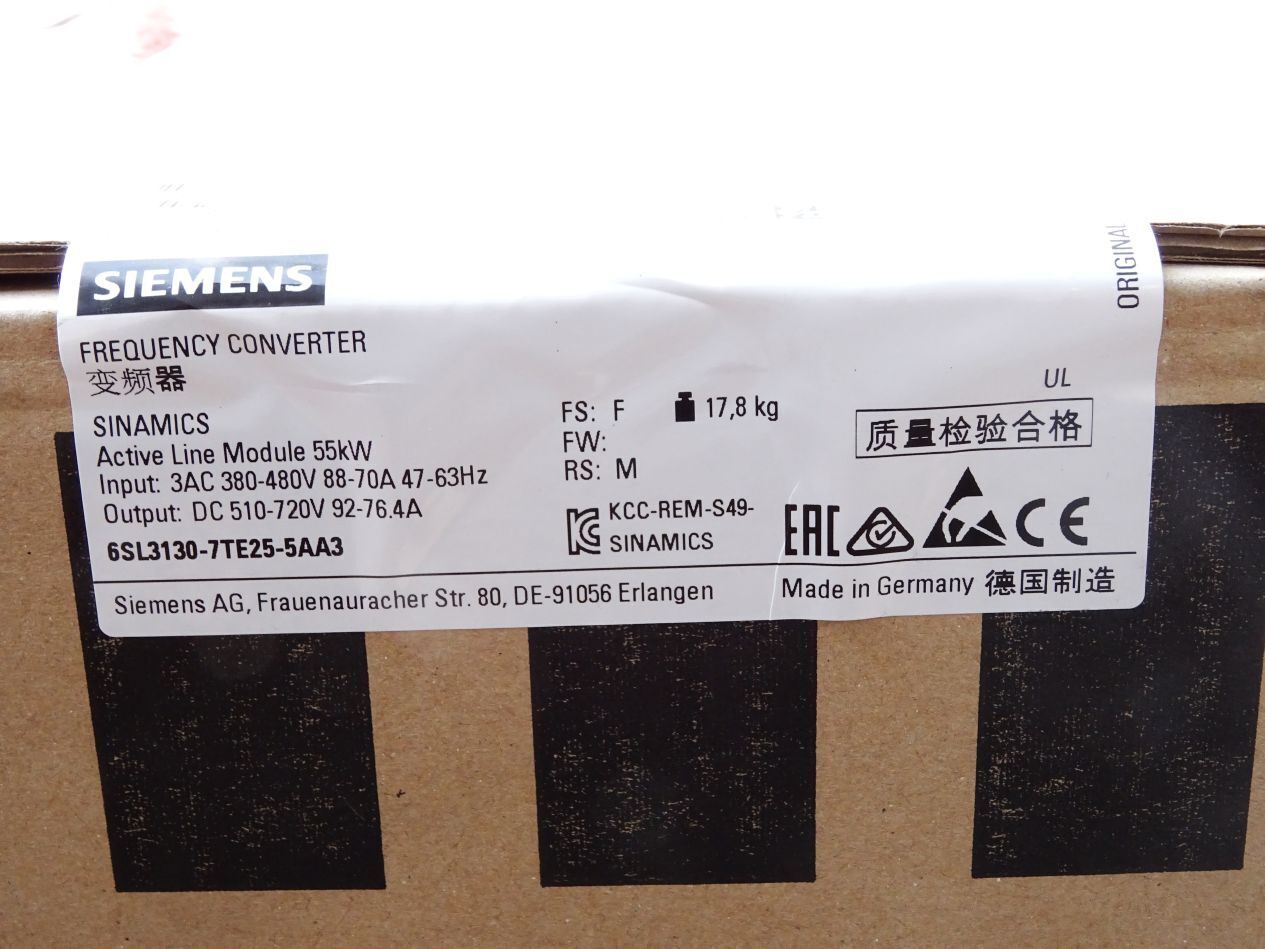 SIEMENS
ORIGINAL
FREQUENCY CONVERTER
变频器
SINAMICS
Active Line Module 55kW
Input: 3AC 380-480V 88-70A 47-63Hz
Output: DC 510-720V 92-76.4A
6SL3130-7TE25-5AA3
FS: F 17,8 kg
FW:
RS: M
KCC-REM-S49-
SINAMICS
UL
质量检验合格
EAC CE
Siemens AG, Frauenauracher Str. 80, DE-91056 Erlangen
Made in Germany 德国制造